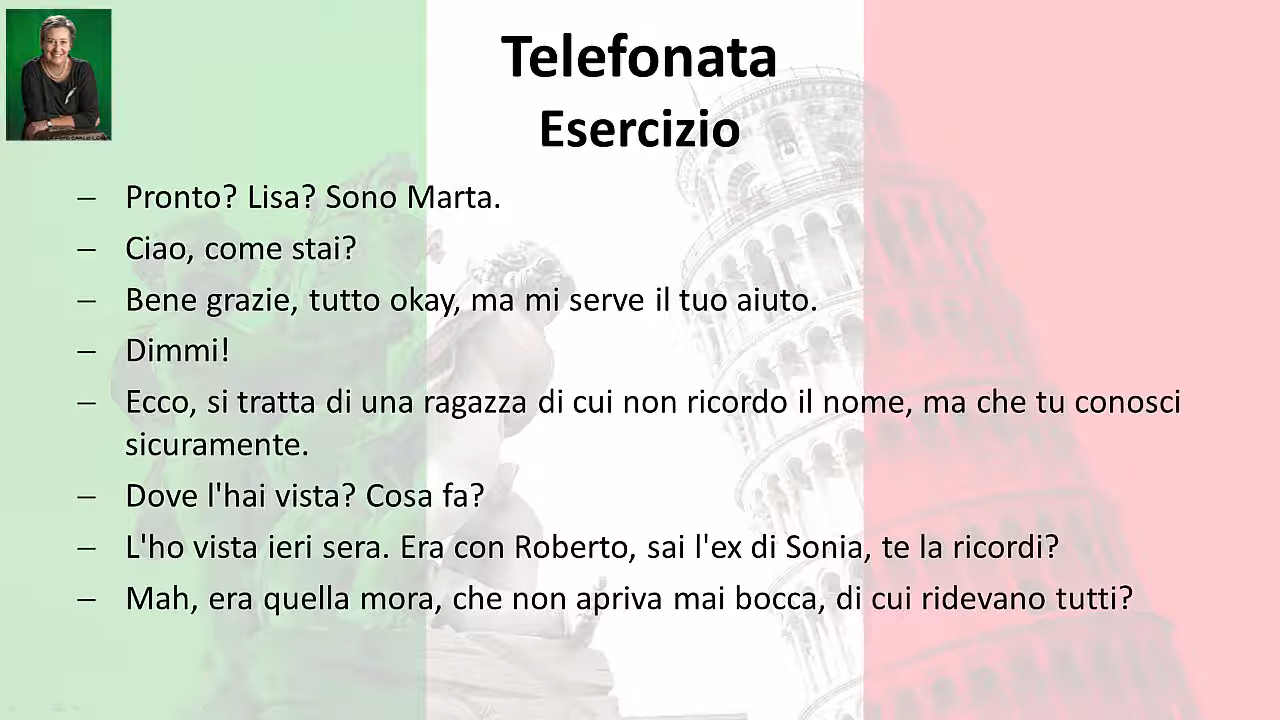 Telefonata
Esercizio
– Pronto? Lisa? Sono Marta.
– Ciao, come stai?
– Bene grazie, tutto okay, ma mi serve il tuo aiuto.
– Dimmi!
– Ecco, si tratta di una ragazza di cui non ricordo il nome, ma che tu conosci
sicuramente.
– Dove l'hai vista? Cosa fa?
– L'ho vista ieri sera. Era con Roberto, sai l'ex di Sonia, te la ricordi?
– Mah, era quella mora, che non apriva mai bocca, di cui ridevano tutti?